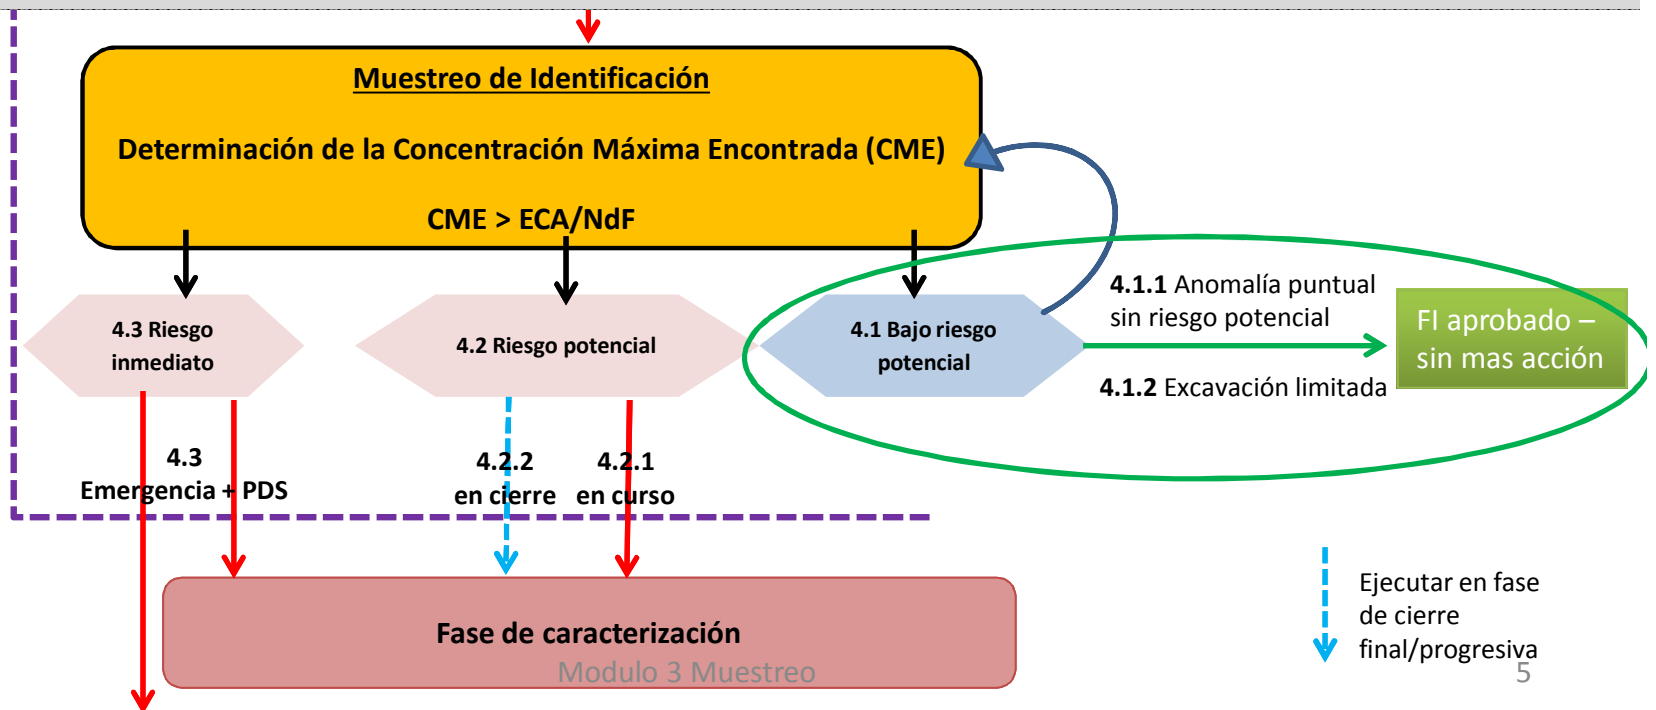 Muestreo de Identificación
Determinación de la Concentración Máxima Encontrada (CME)
CME > ECA/NdF
4.3 Riesgo
inmediato
4.2 Riesgo potencial
4.1 Bajo riesgo
potencial
4.1.1 Anomalía puntual
sin riesgo potencial
4.1.2 Excavación limitada
FI aprobado –
sin mas acción
4.3
Emergencia + PDS
4.2.2
en cierre
4.2.1
en curso
Fase de caracterización
Ejecutar en fase
de cierre
final/progresiva
Modulo 3 Muestreo
5